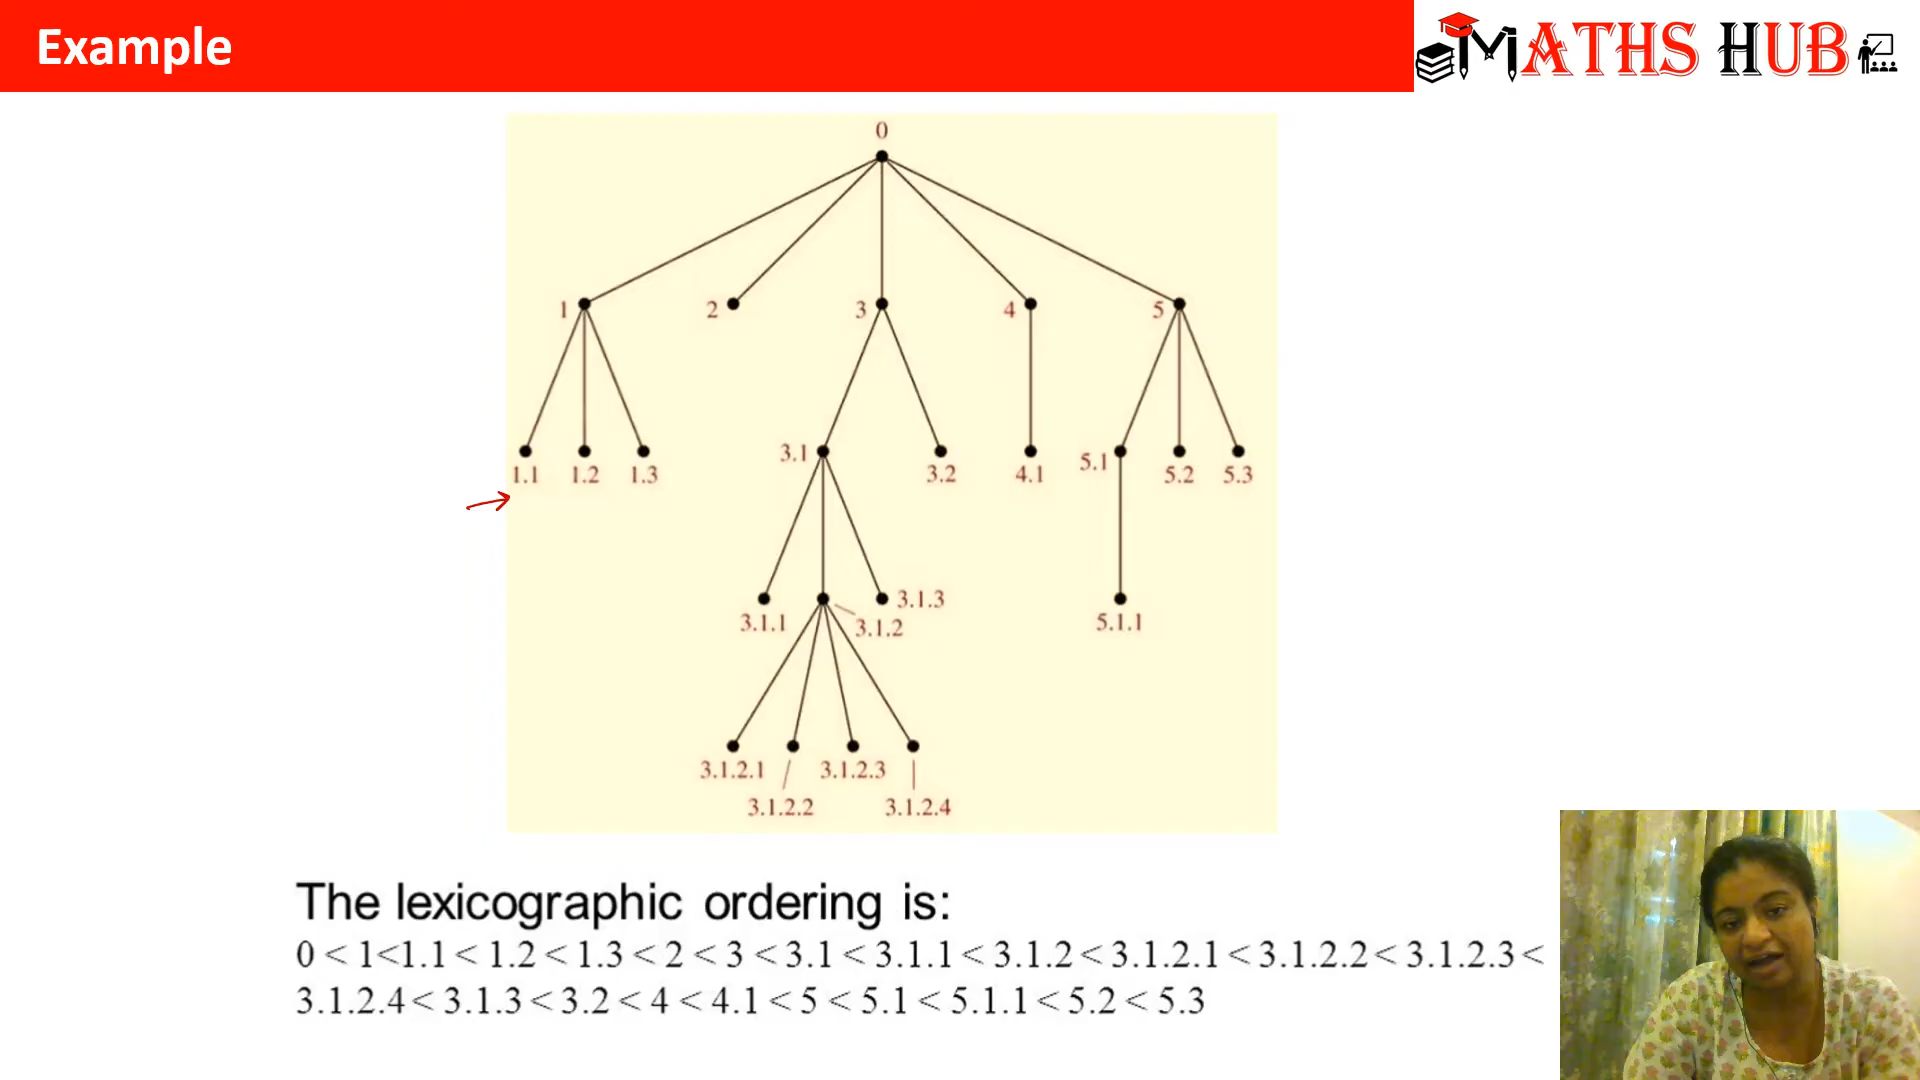 Example
MATHS HUB
0
1 2 3 4 5
1.1 1.2 1.3 3.1 3.2 4.1 5.1 5.2 5.3
3.1.1 3.1.2 3.1.3 5.1.1
3.1.2.1 3.1.2.3
3.1.2.2 3.1.2.4
The lexicographic ordering is:
0 < 1<1.1 < 1.2 < 1.3 < 2 < 3 < 3.1 < 3.1.1 < 3.1.2 < 3.1.2.1 < 3.1.2.2 < 3.1.2.3 <
3.1.2.4 < 3.1.3 < 3.2 < 4 < 4.1 < 5 < 5.1 < 5.1.1 < 5.2 < 5.3